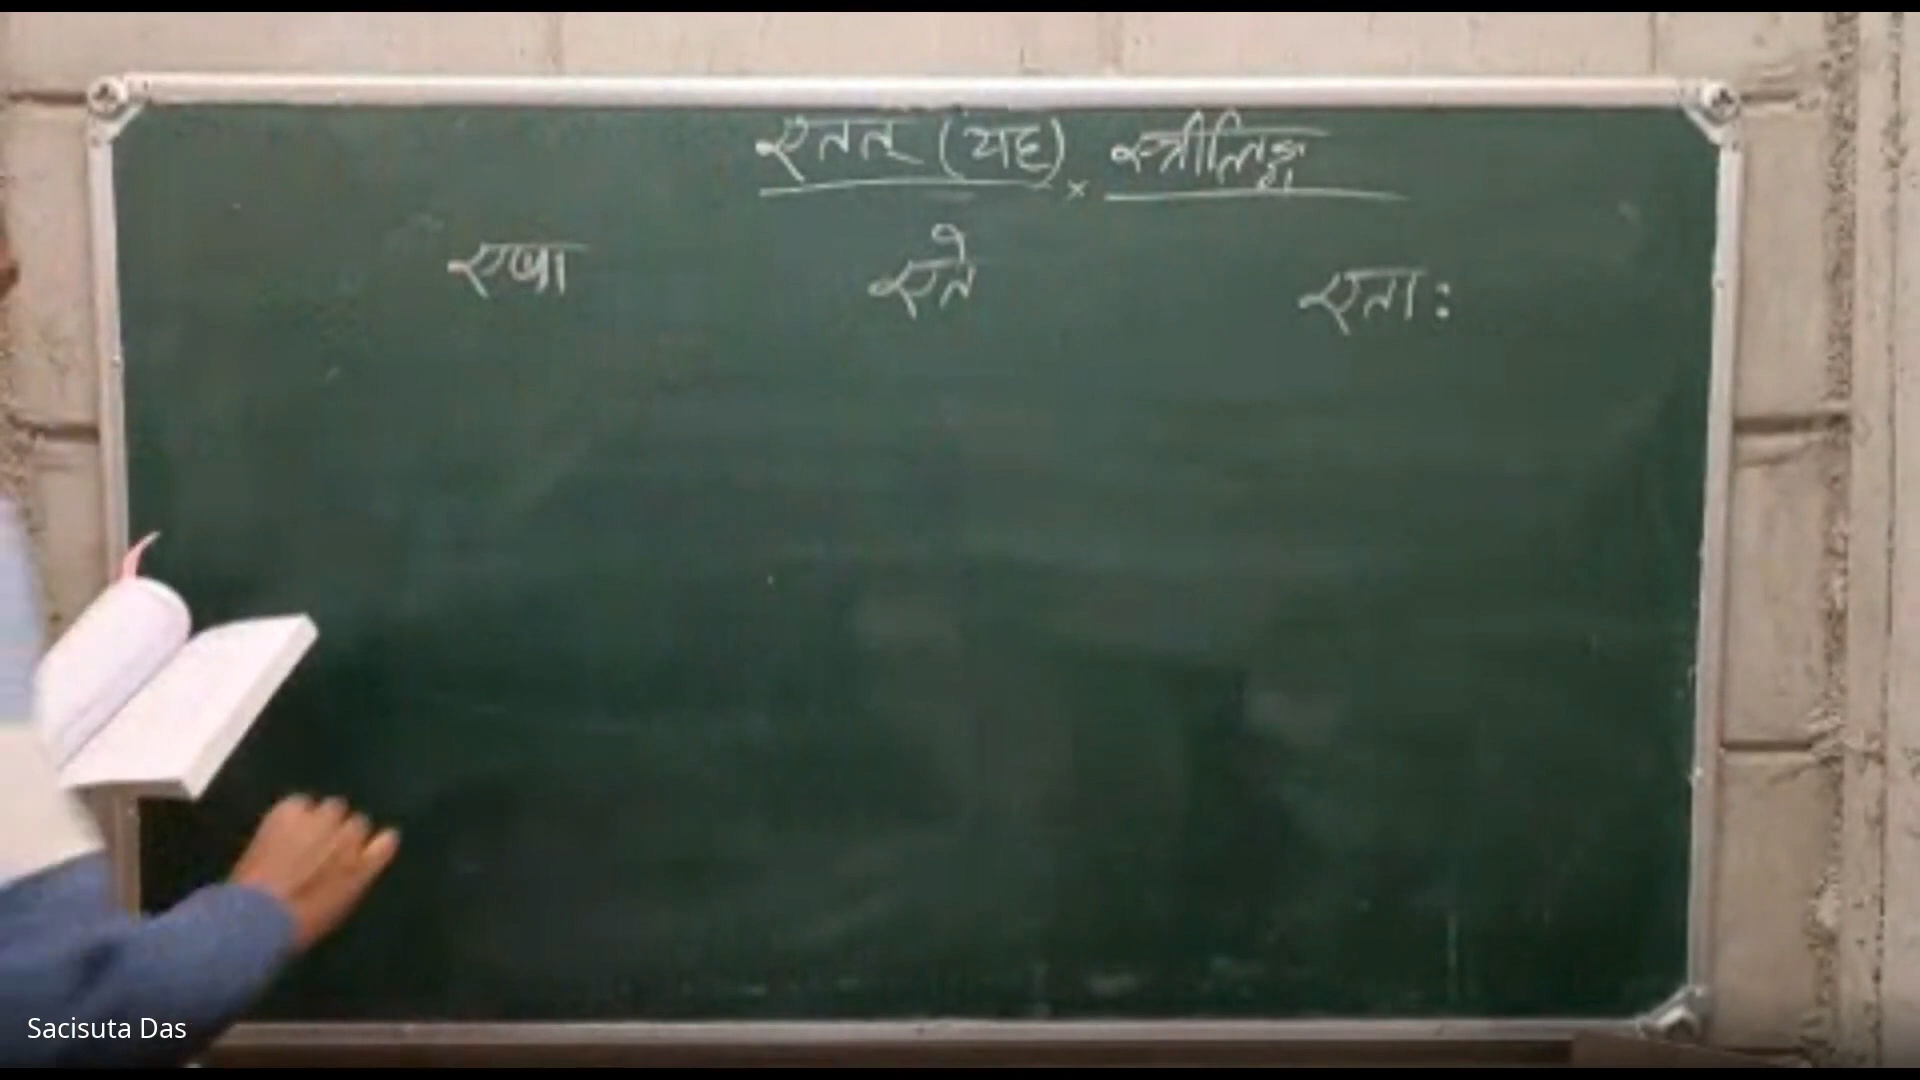 एतत् (यह) × स्त्रीलिङ्ग
एषा एते एताः
Sacisuta Das